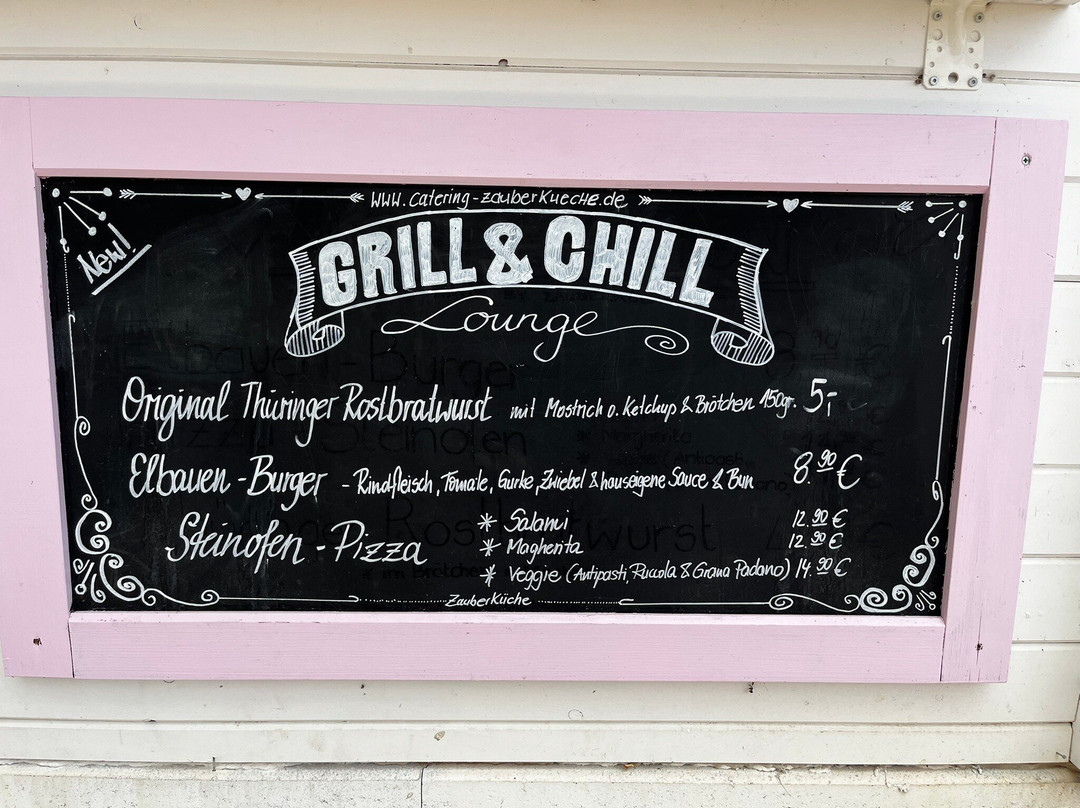 www.catering-zauberkueche.de
New!
GRILL & CHILL
Lounge
Original Thüringer Rostbratwurst mit Mostrich o. Ketchup & Brötchen 150gr. 5,-
Elbauen-Burger - Rindfleisch, Tomate, Gurke, Zwiebel & hauseigene Sauce & Bun 8.90 €
Steinofen-Pizza
* Salami 12.90 €
* Magherita 12.90 €
* Veggie (Antipasti, Ruccola & Grana Padano) 14.90 €
ZauberKüche